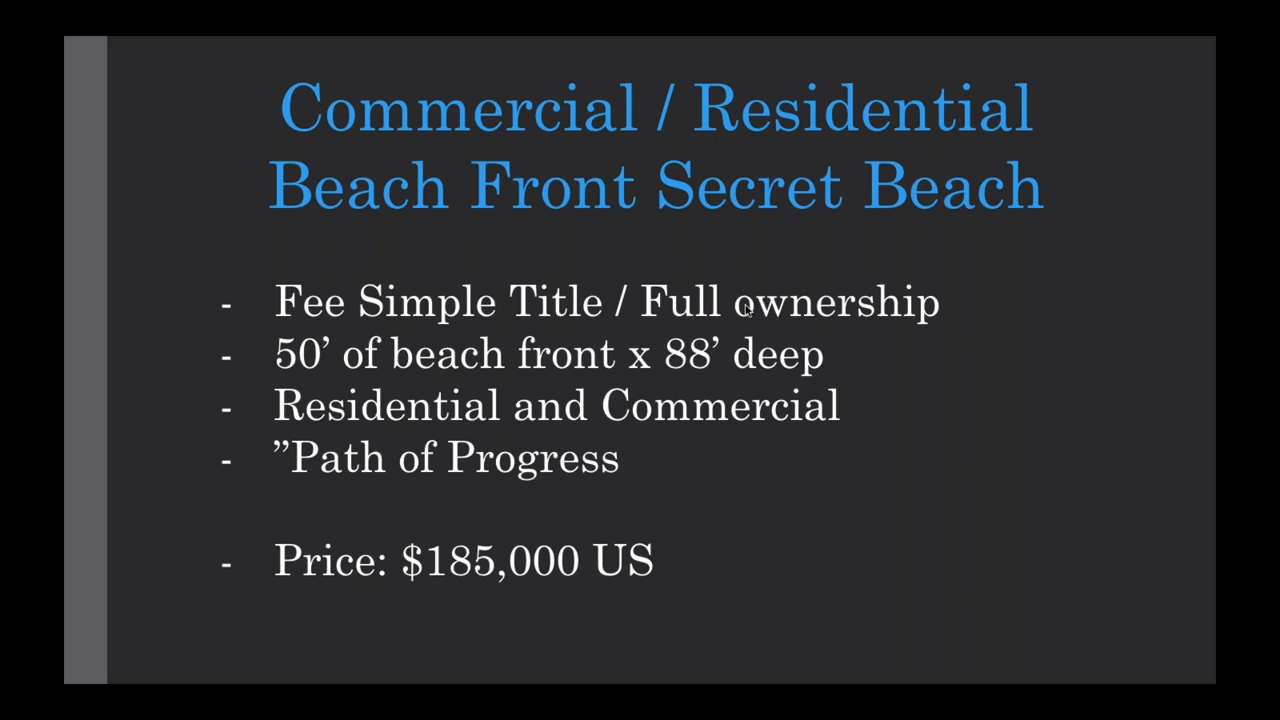 Commercial / Residential
Beach Front Secret Beach
- Fee Simple Title / Full ownership
- 50’ of beach front x 88’ deep
- Residential and Commercial
- ”Path of Progress
- Price: $185,000 US